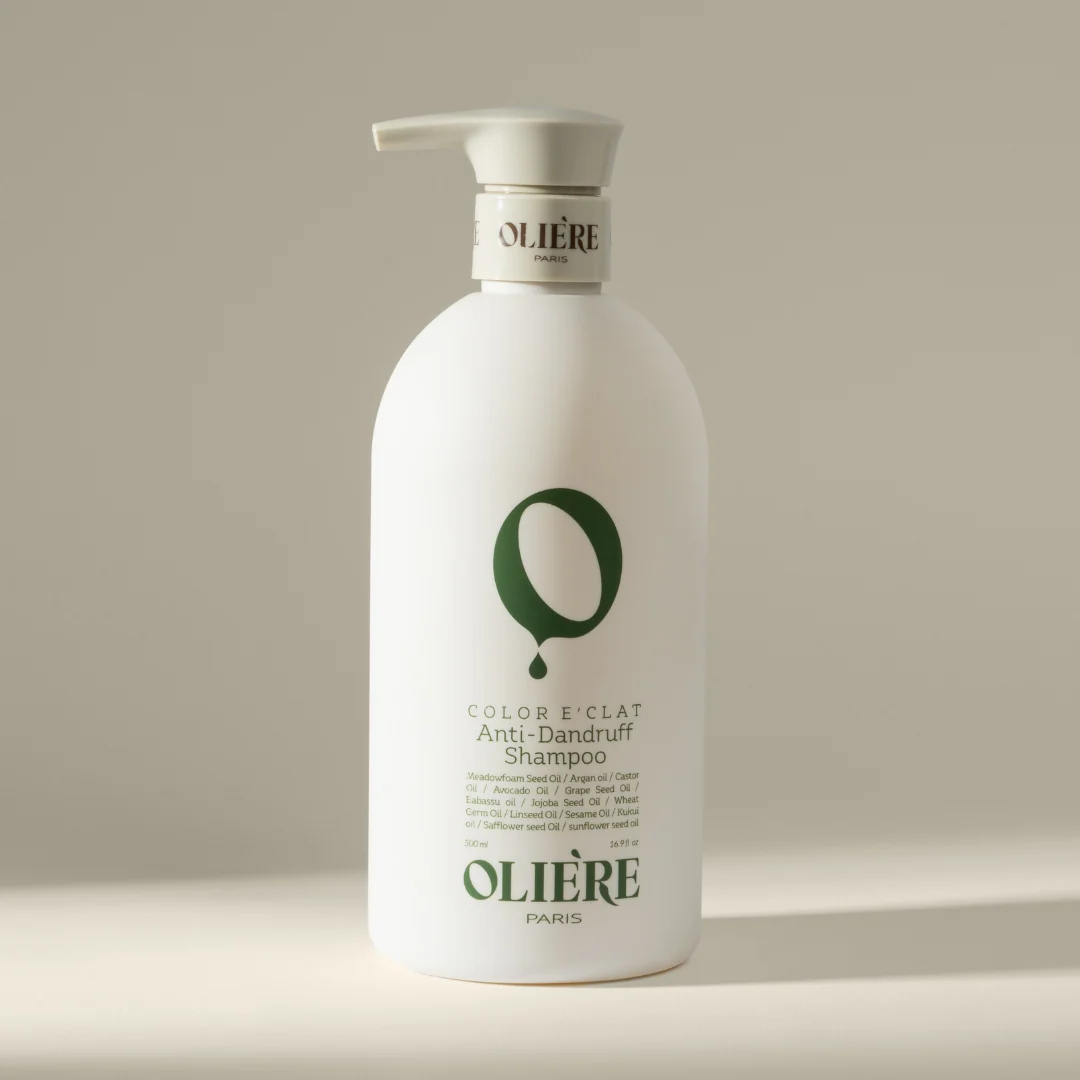 OLIÈRE
PARIS
COLOR E'CLAT
Anti-Dandruff
Shampoo
Meadowfoam Seed Oil / Argan oil / Castor
Oil / Avocado Oil / Grape Seed Oil /
Babassu oil / Jojoba Seed Oil / Wheat
Germ Oil / Linseed Oil / Sesame Oil / Kukui
oil / Safflower seed Oil / sunflower seed oil
500 ml 16.9 fl oz
OLIÈRE
PARIS